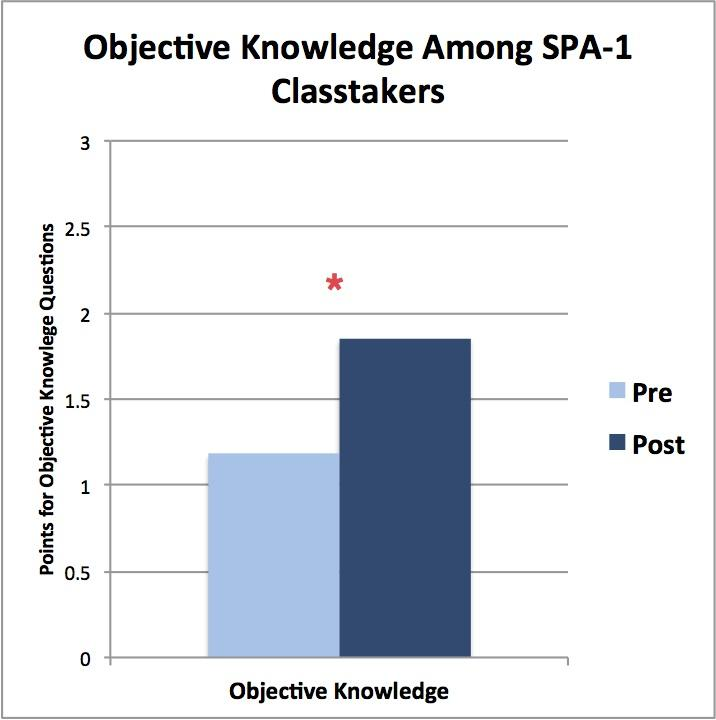 Objective Knowledge Among SPA-1
Classtakers
3
2.5
2
1.5
1
0.5
0
Points for Objective Knowlege Questions
*
Pre
Post
Objective Knowledge